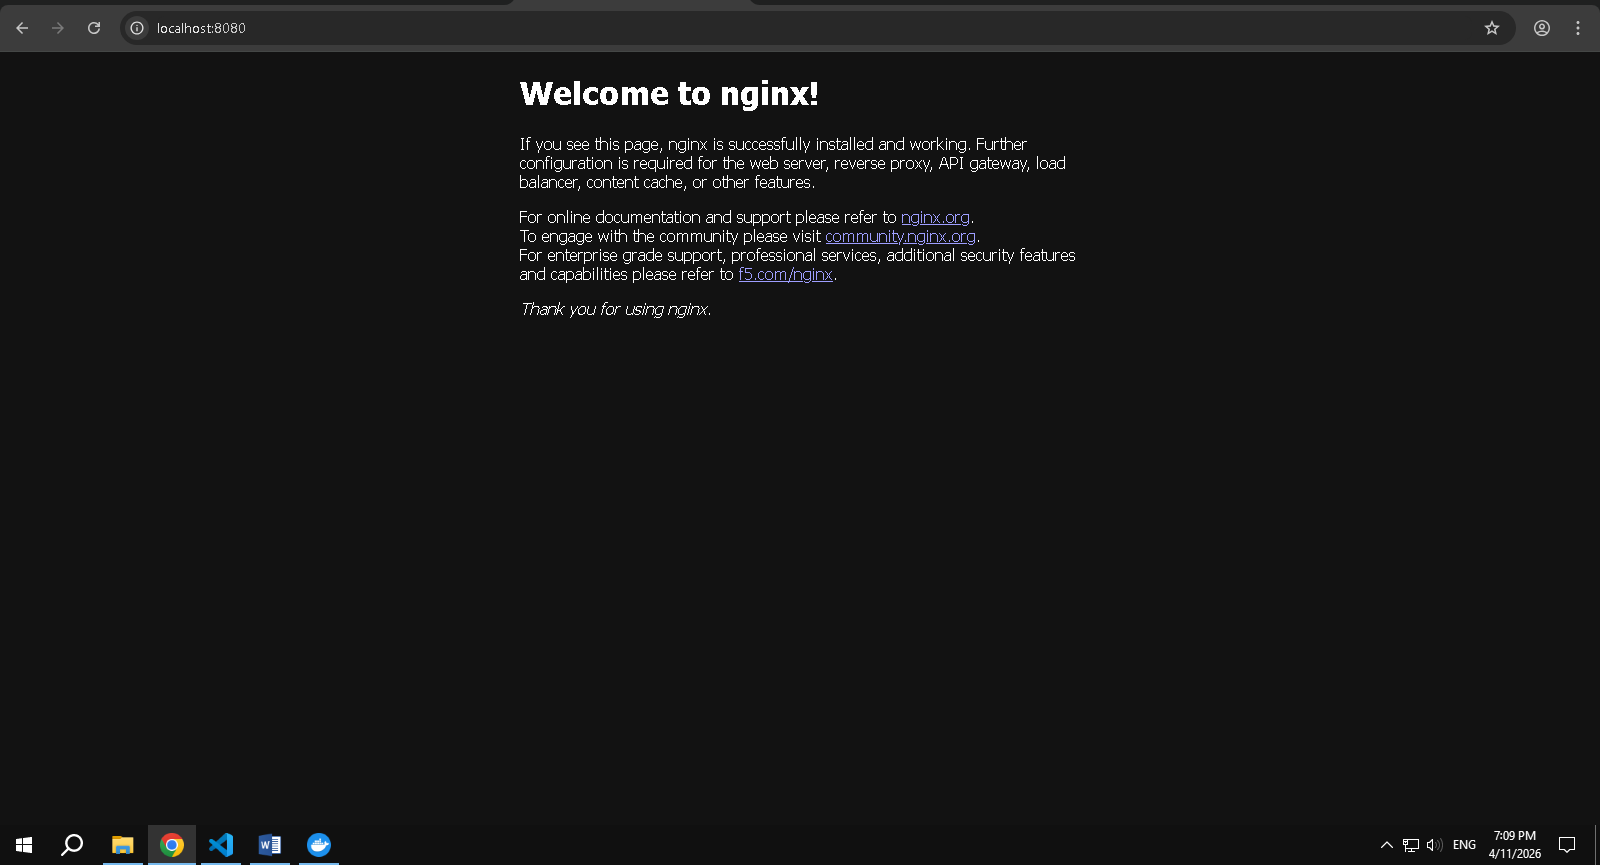 localhost:8080
Welcome to nginx!
If you see this page, nginx is successfully installed and working. Further
configuration is required for the web server, reverse proxy, API gateway, load
balancer, content cache, or other features.
For online documentation and support please refer to nginx.org.
To engage with the community please visit community.nginx.org.
For enterprise grade support, professional services, additional security features
and capabilities please refer to f5.com/nginx.
Thank you for using nginx.
W
ENG
7:09 PM
4/11/2026